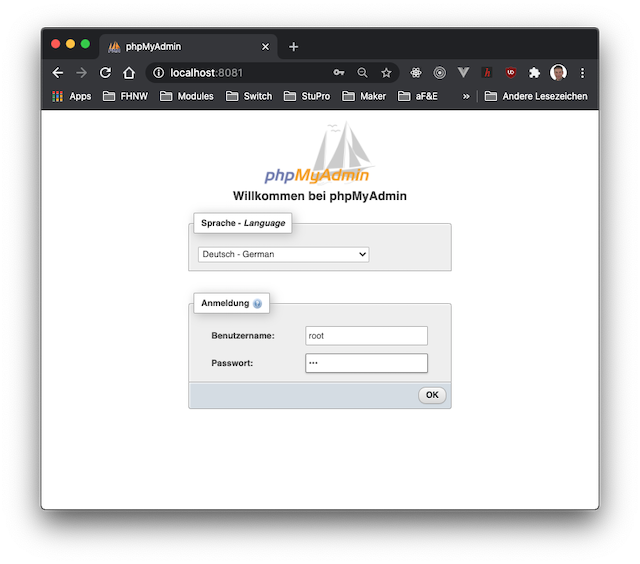 phpMyAdmin
localhost:8081
Apps FHNW Modules Switch StuPro Maker aF&E » Andere Lesezeichen
phpMyAdmin
Willkommen bei phpMyAdmin
Sprache - Language
Deutsch - German
Anmeldung
Benutzername: root
Passwort: •••
OK